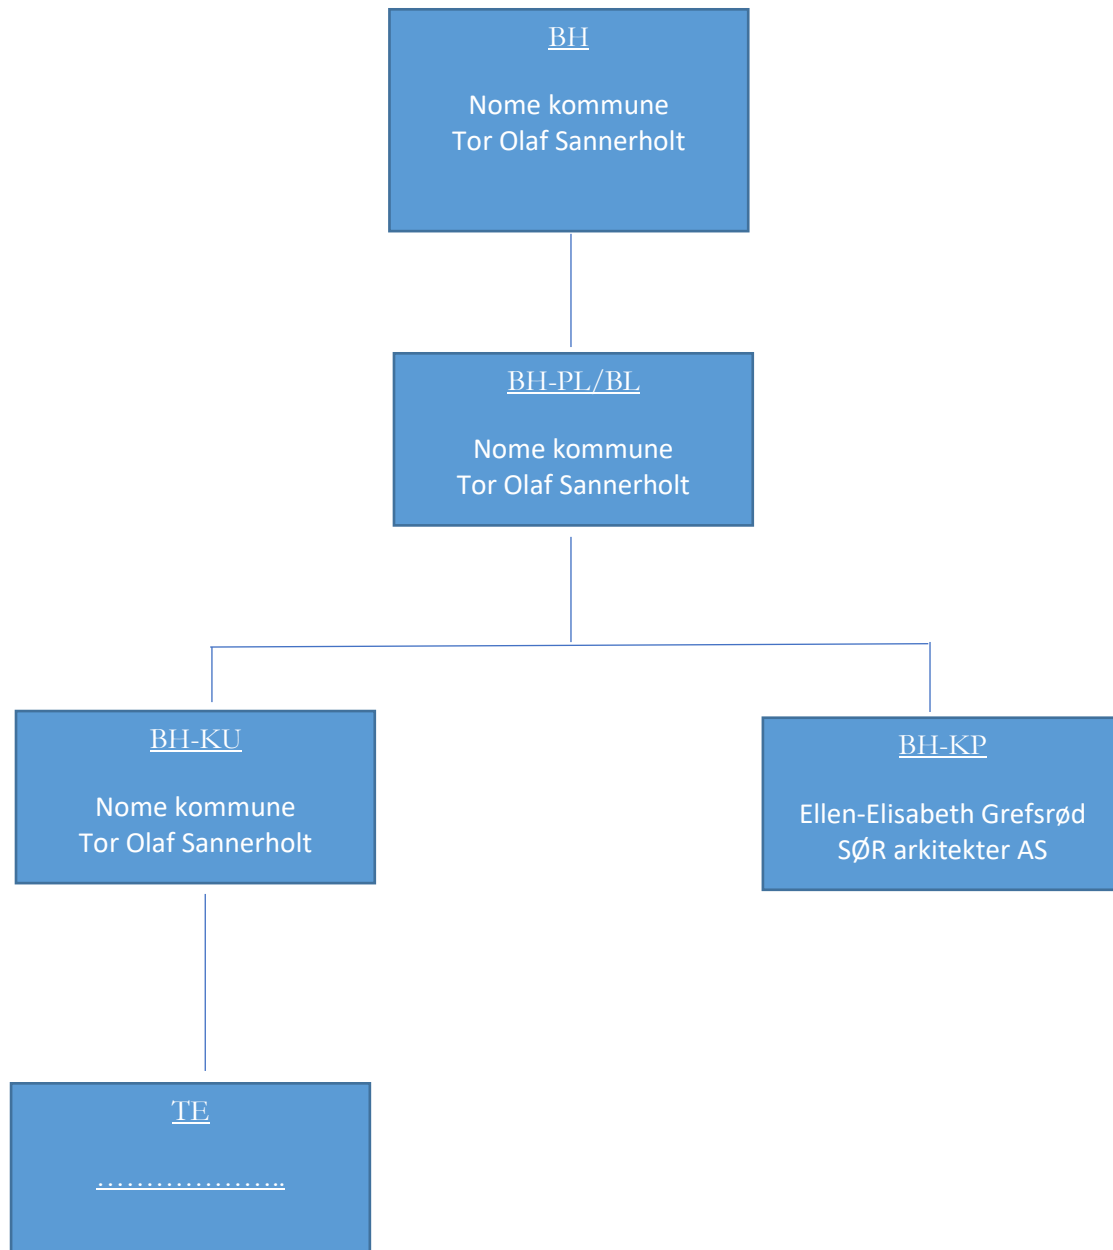 BH
Nome kommune
Tor Olaf Sannerholt
BH-PL/BL
Nome kommune
Tor Olaf Sannerholt
BH-KU
Nome kommune
Tor Olaf Sannerholt
BH-KP
Ellen-Elisabeth Grefsrød
SØR arkitekter AS
TE
…………………..